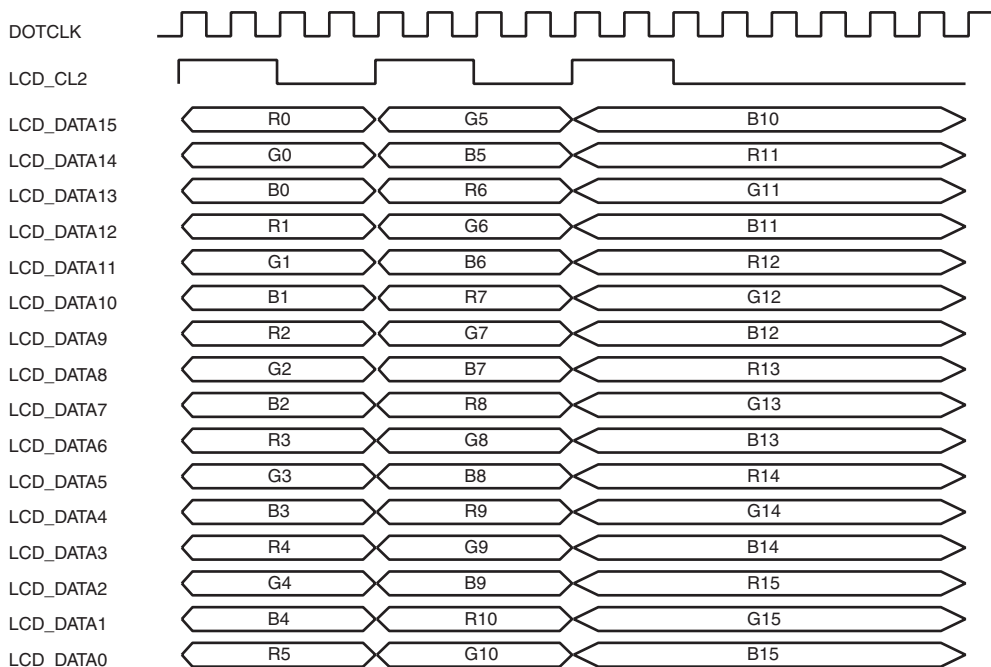 DOTCLK
LCD_CL2
LCD_DATA15 R0 G5 B10
LCD_DATA14 G0 B5 R11
LCD_DATA13 B0 R6 G11
LCD_DATA12 R1 G6 B11
LCD_DATA11 G1 B6 R12
LCD_DATA10 B1 R7 G12
LCD_DATA9 R2 G7 B12
LCD_DATA8 G2 B7 R13
LCD_DATA7 B2 R8 G13
LCD_DATA6 R3 G8 B13
LCD_DATA5 G3 B8 R14
LCD_DATA4 B3 R9 G14
LCD_DATA3 R4 G9 B14
LCD_DATA2 G4 B9 R15
LCD_DATA1 B4 R10 G15
LCD_DATA0 R5 G10 B15